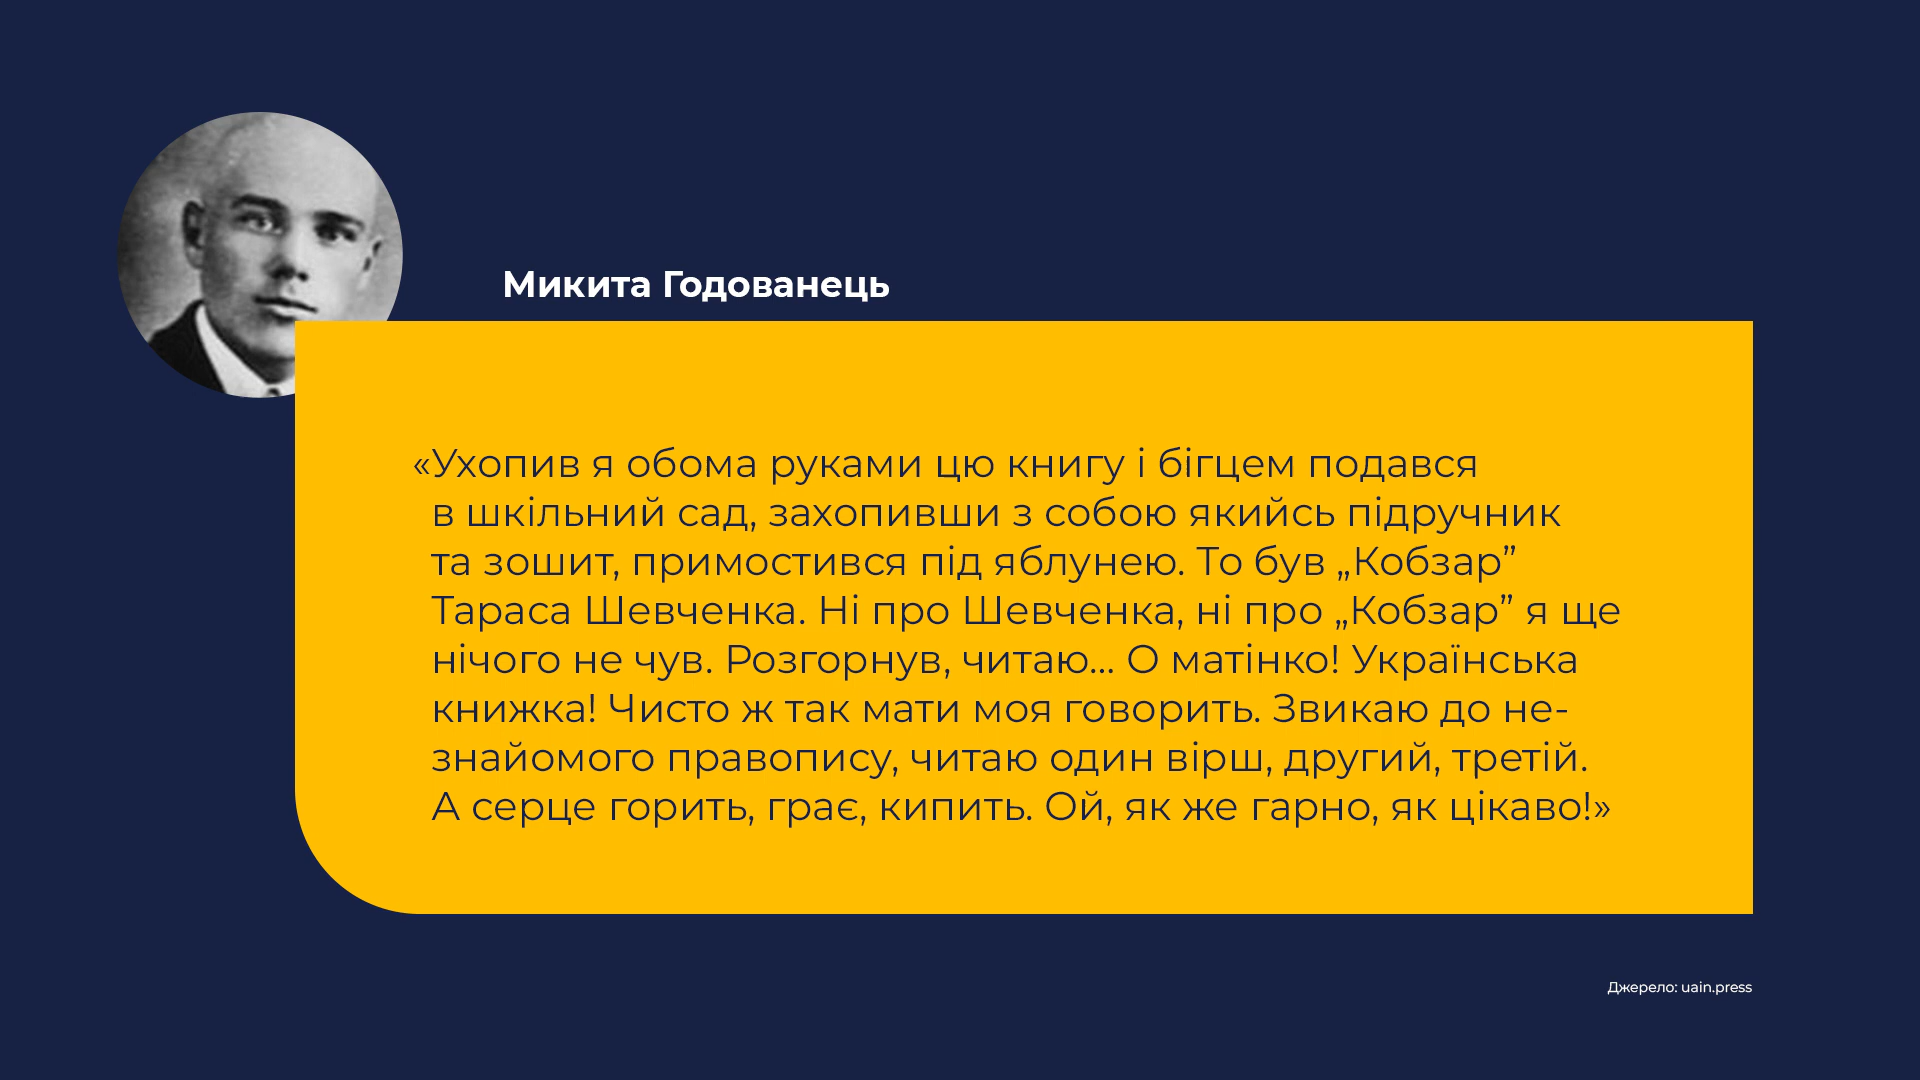 Микита Годованець
«Ухопив я обома руками цю книгу і бігцем подався
в шкільний сад, захопивши з собою якийсь підручник
та зошит, примостився під яблунею. То був „Кобзар”
Тараса Шевченка. Ні про Шевченка, ні про „Кобзар” я ще
нічого не чув. Розгорнув, читаю... О матінко! Українська
книжка! Чисто ж так мати моя говорить. Звикаю до не-
знайомого правопису, читаю один вірш, другий, третій.
А серце горить, грає, кипить. Ой, як же гарно, як цікаво!»
Джерело: uain.press